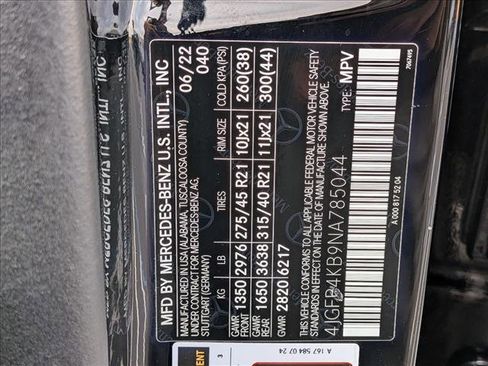 MFD BY MERCEDES-BENZ U.S. INTL., INC
MANUFACTURED IN USA (ALABAMA, TUSCALOOSA COUNTY) 06/22
UNDER CONTRACT FOR MERCEDES-BENZ AG, 040
STUTTGART (GERMANY)
KG LB TIRES RIM SIZE COLD KPA(PSI)
GAWR FRONT 1350 2976 275/45 R21 10Jx21 260(38)
GAWR REAR 1650 3638 315/40 R21 11Jx21 300(44)
GVWR 2820 6217
THIS VEHICLE CONFORMS TO ALL APPLICABLE FEDERAL MOTOR VEHICLE SAFETY
STANDARDS IN EFFECT ON THE DATE OF MANUFACTURE SHOWN ABOVE.
4JGFB4KB9NA785044 TYPE: MPV
A 000 817 52 04
A 167 584 07 24
3